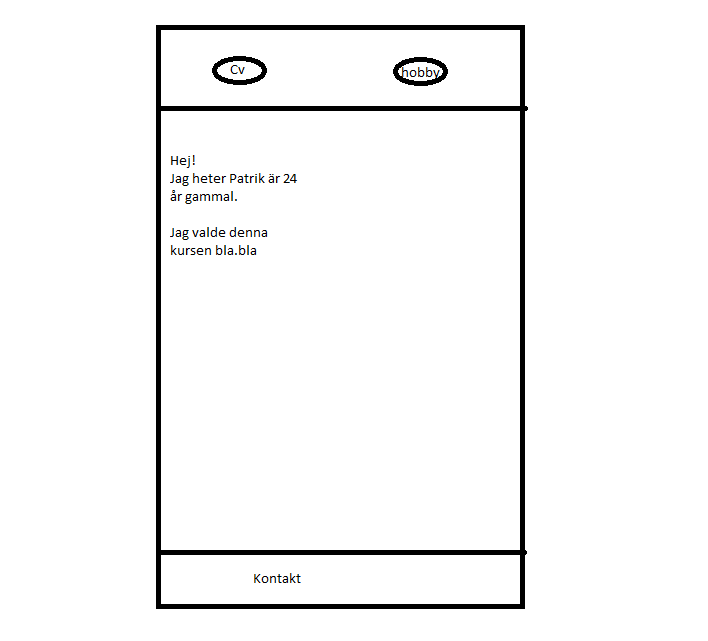 Cv
hobby
Hej!
Jag heter Patrik är 24
år gammal.
Jag valde denna
kursen bla.bla
Kontakt